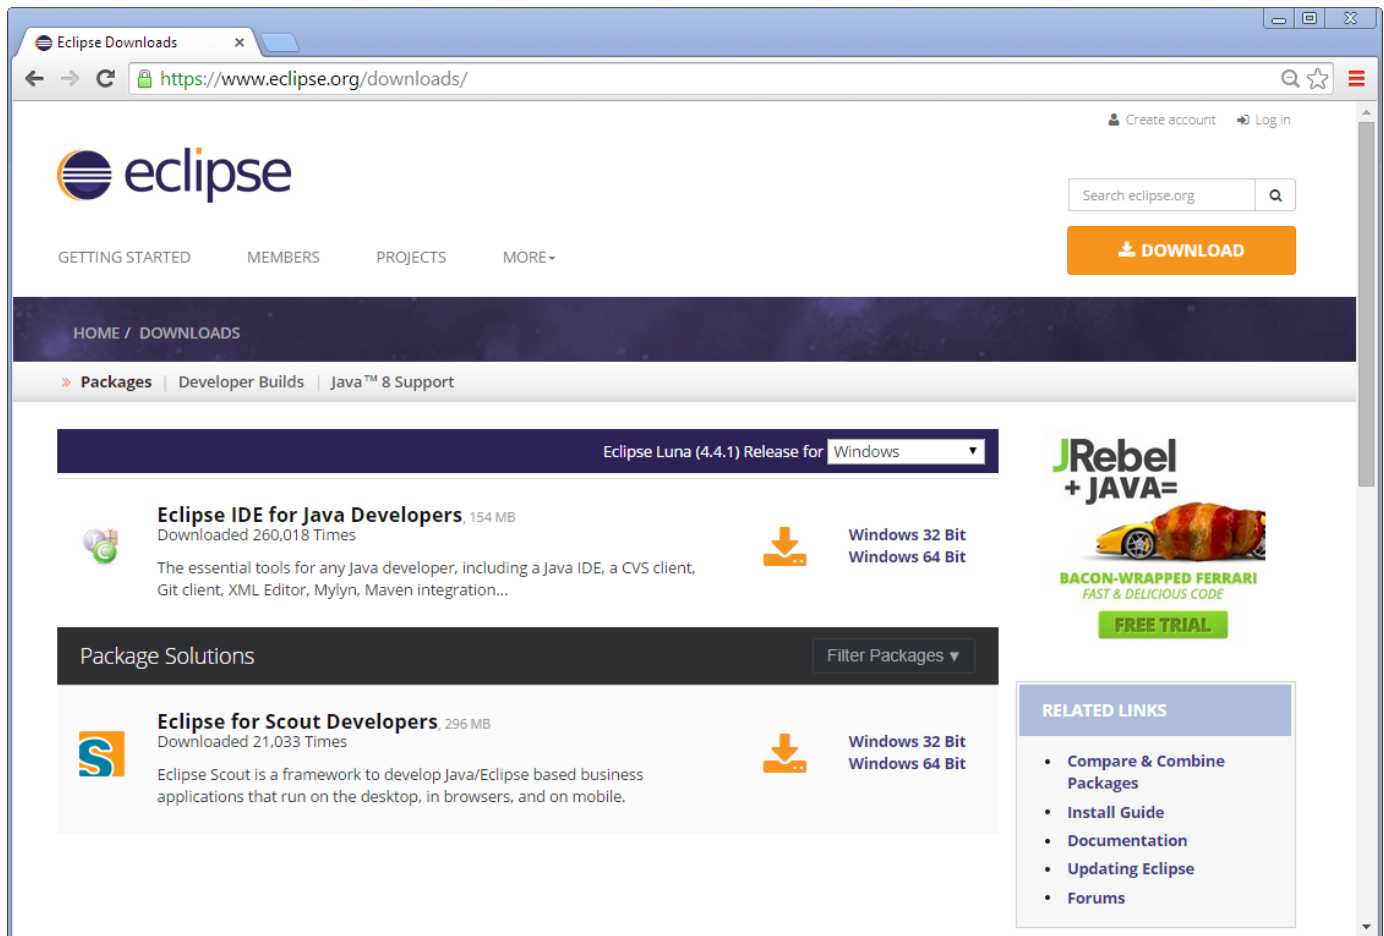 Eclipse Downloads
https://www.eclipse.org/downloads/
Create account Log in
eclipse
Search eclipse.org
DOWNLOAD
GETTING STARTED MEMBERS PROJECTS MORE
HOME / DOWNLOADS
» Packages | Developer Builds | Java™ 8 Support
Eclipse Luna (4.4.1) Release for Windows
Eclipse IDE for Java Developers, 154 MB
Downloaded 260,018 Times
The essential tools for any Java developer, including a Java IDE, a CVS client,
Git client, XML Editor, Mylyn, Maven integration...
Windows 32 Bit
Windows 64 Bit
Package Solutions
Filter Packages ▾
Eclipse for Scout Developers, 296 MB
Downloaded 21,033 Times
Eclipse Scout is a framework to develop Java/Eclipse based business
applications that run on the desktop, in browsers, and on mobile.
Windows 32 Bit
Windows 64 Bit
JRebel
+ JAVA=
BACON-WRAPPED FERRARI
FAST & DELICIOUS CODE
FREE TRIAL
RELATED LINKS
• Compare & Combine
Packages
• Install Guide
• Documentation
• Updating Eclipse
• Forums